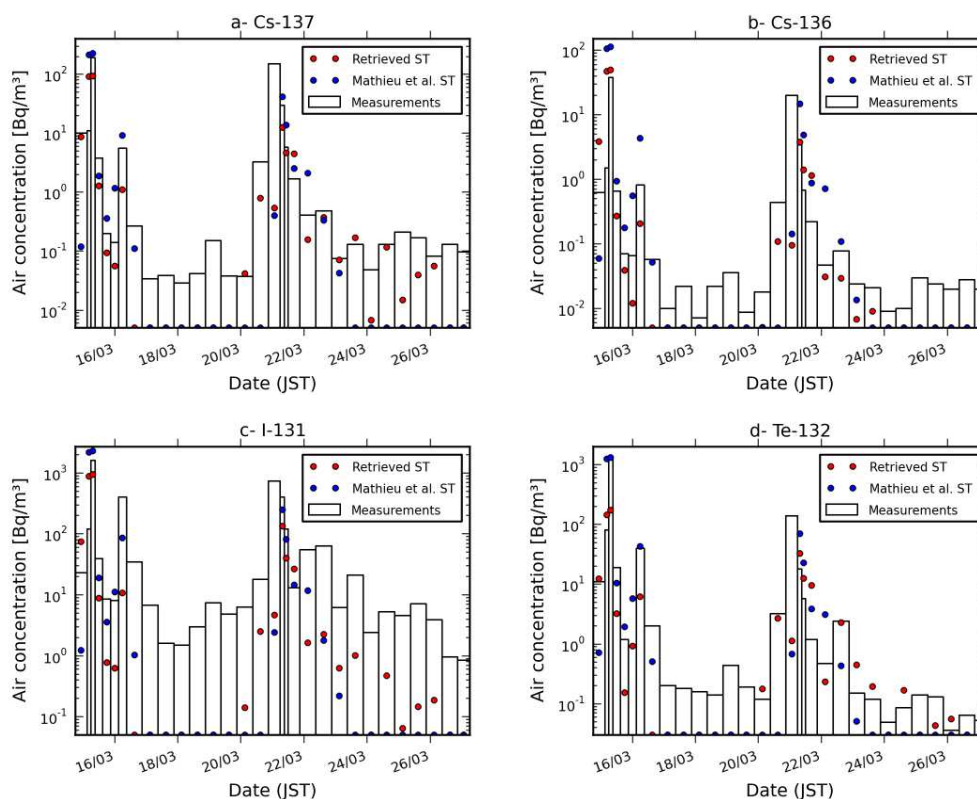 a- Cs-137
Air concentration [Bq/m³]
10²
10¹
10⁰
10⁻¹
10⁻²
Retrieved ST
Mathieu et al. ST
Measurements
16/03 18/03 20/03 22/03 24/03 26/03
Date (JST)
b- Cs-136
Air concentration [Bq/m³]
10²
10¹
10⁰
10⁻¹
10⁻²
Retrieved ST
Mathieu et al. ST
Measurements
16/03 18/03 20/03 22/03 24/03 26/03
Date (JST)
c- I-131
Air concentration [Bq/m³]
10³
10²
10¹
10⁰
10⁻¹
Retrieved ST
Mathieu et al. ST
Measurements
16/03 18/03 20/03 22/03 24/03 26/03
Date (JST)
d- Te-132
Air concentration [Bq/m³]
10³
10²
10¹
10⁰
10⁻¹
Retrieved ST
Mathieu et al. ST
Measurements
16/03 18/03 20/03 22/03 24/03 26/03
Date (JST)